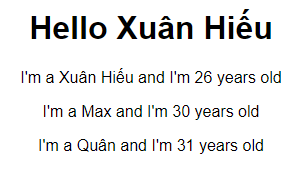 Hello Xuân Hiếu
I'm a Xuân Hiếu and I'm 26 years old
I'm a Max and I'm 30 years old
I'm a Quân and I'm 31 years old